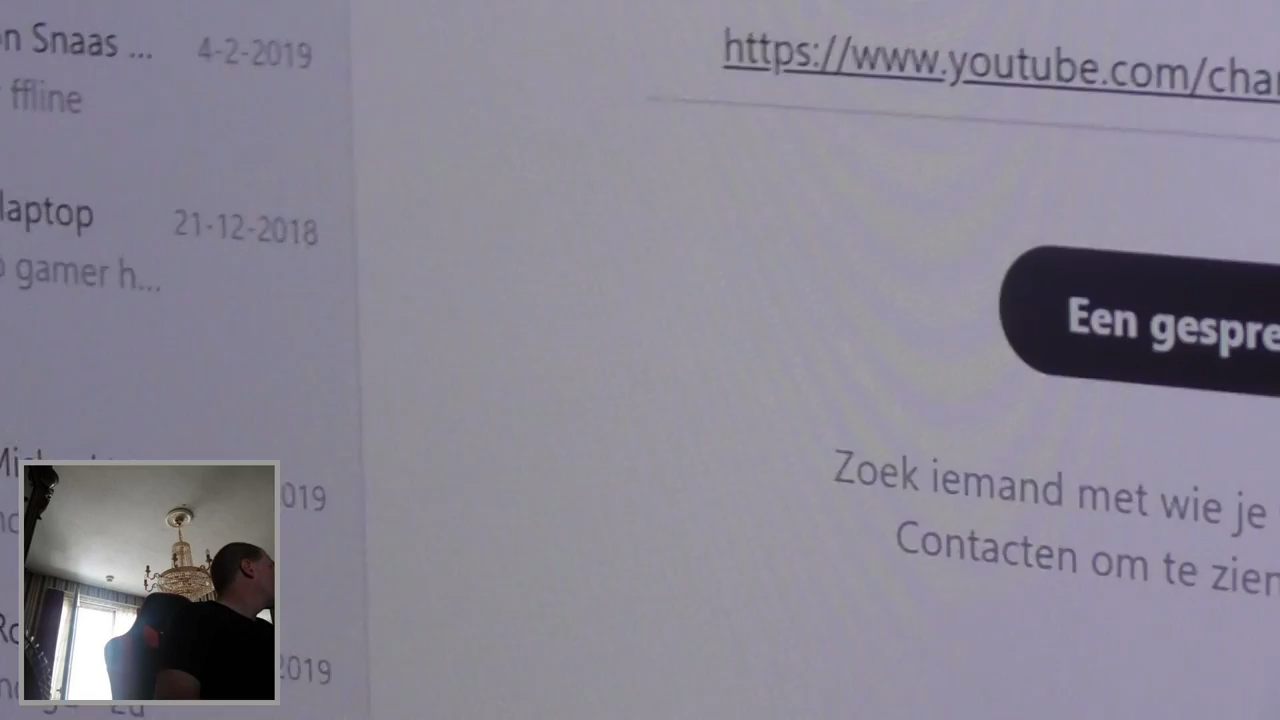 n Snaas ... 4-2-2019
ffline
https://www.youtube.com/cha
laptop 21-12-2018
gamer h...
Een gespre
Zoek iemand met wie je
Contacten om te zien
019
2019